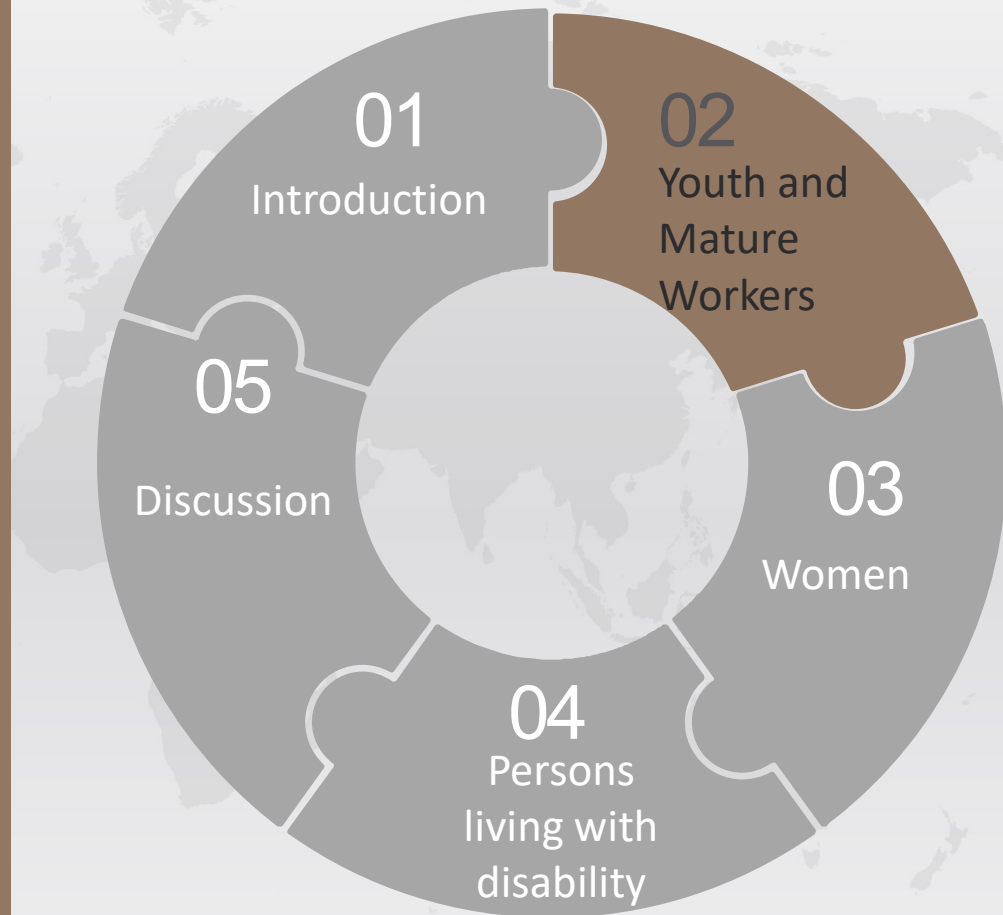 01
Introduction
02
Youth and
Mature
Workers
03
Women
04
Persons
living with
disability
05
Discussion